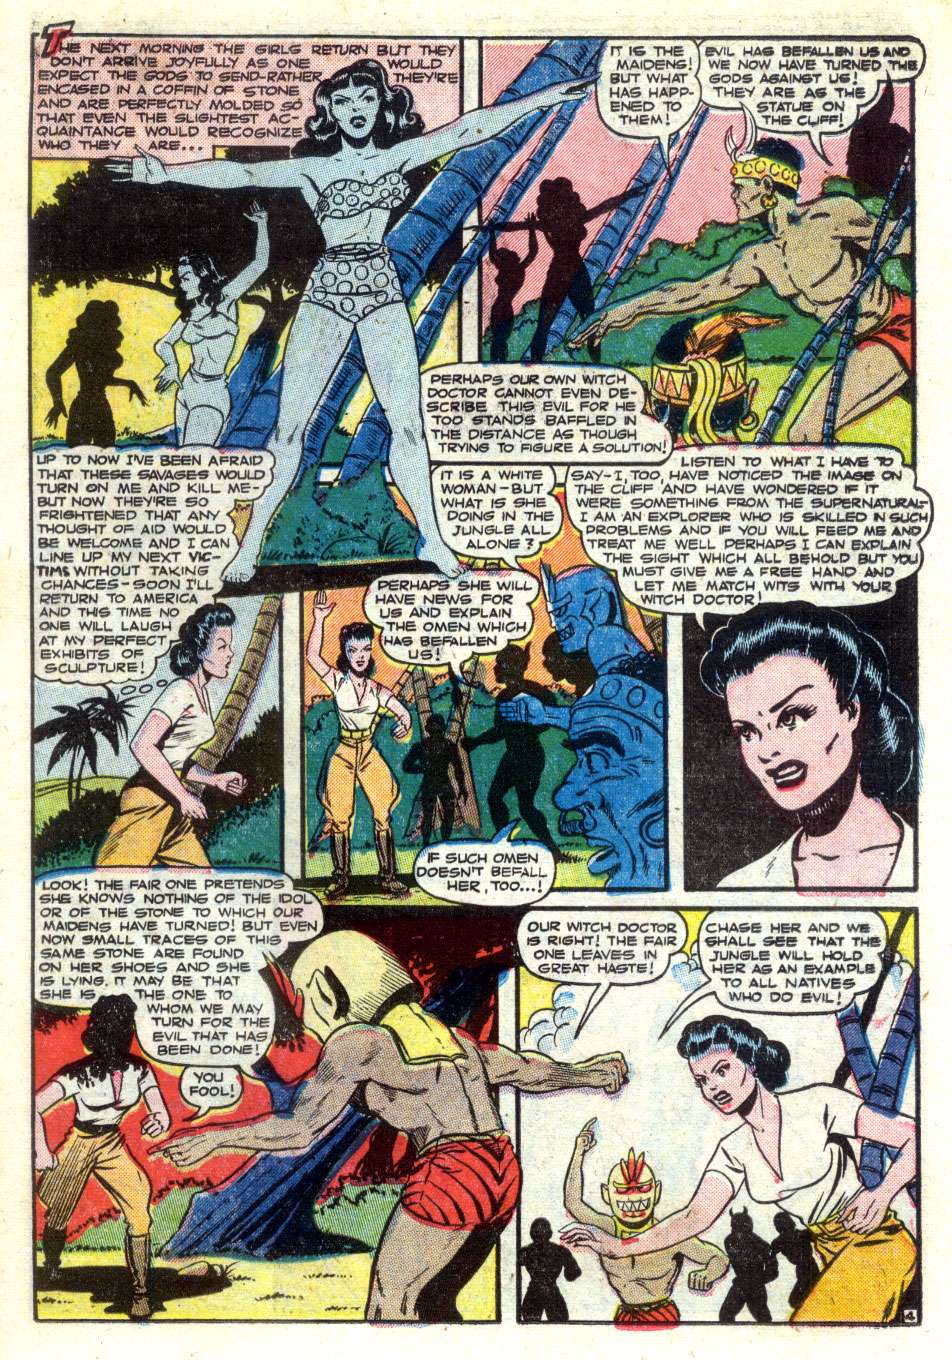 THE NEXT MORNING THE GIRLS RETURN BUT THEY
DON'T ARRIVE JOYFULLY AS ONE WOULD
EXPECT THE GODS TO SEND-RATHER THEY'RE
ENCASED IN A COFFIN OF STONE
AND ARE PERFECTLY MOLDED SO
THAT EVEN THE SLIGHTEST AC-
QUAINTANCE WOULD RECOGNIZE
WHO THEY ARE...
IT IS THE
MAIDENS!
BUT WHAT
HAS HAPP-
ENED TO
THEM!
EVIL HAS BEFALLEN US AND
WE NOW HAVE TURNED THE
GODS AGAINST US!
THEY ARE AS THE
STATUE ON
THE CLIFF!
PERHAPS OUR OWN WITCH
DOCTOR CANNOT EVEN DE-
SCRIBE THIS EVIL FOR HE
TOO STANDS BAFFLED IN
THE DISTANCE AS THOUGH
TRYING TO FIGURE A SOLUTION!
UP TO NOW I'VE BEEN AFRAID
THAT THESE SAVAGES WOULD
TURN ON ME AND KILL ME-
BUT NOW THEY'RE SO
FRIGHTENED THAT ANY
THOUGHT OF AID WOULD
BE WELCOME AND I CAN
LINE UP MY NEXT VIC-
TIMS WITHOUT TAKING
CHANCES-SOON I'LL
RETURN TO AMERICA
AND THIS TIME NO
ONE WILL LAUGH
AT MY PERFECT
EXHIBITS OF
SCULPTURE!
IT IS A WHITE
WOMAN-BUT
WHAT IS SHE
DOING IN THE
JUNGLE ALL
ALONE?
PERHAPS SHE WILL
HAVE NEWS FOR
US AND EXPLAIN
THE OMEN WHICH
HAS BEFALLEN
US!
IF SUCH OMEN
DOESN'T BEFALL
HER, TOO...!
LISTEN TO WHAT I HAVE TO
SAY-I, TOO, HAVE NOTICED THE IMAGE ON
THE CLIFF AND HAVE WONDERED IF IT
WERE SOMETHING FROM THE SUPERNATURAL-
I AM AN EXPLORER WHO IS SKILLED IN SUCH
PROBLEMS AND IF YOU WILL FEED ME AND
TREAT ME WELL PERHAPS I CAN EXPLAIN
THE SIGHT WHICH ALL BEHOLD BUT YOU
MUST GIVE ME A FREE HAND AND
LET ME MATCH WITS WITH YOUR
WITCH DOCTOR!
LOOK! THE FAIR ONE PRETENDS
SHE KNOWS NOTHING OF THE IDOL
OR OF THE STONE TO WHICH OUR
MAIDENS HAVE TURNED! BUT EVEN
NOW SMALL TRACES OF THIS
SAME STONE ARE FOUND
ON HER SHOES AND SHE
IS LYING. IT MAY BE THAT
SHE IS THE ONE TO
WHOM WE MAY
TURN FOR THE
EVIL THAT HAS
BEEN DONE!
YOU
FOOL!
OUR WITCH DOCTOR
IS RIGHT! THE FAIR
ONE LEAVES IN
GREAT HASTE!
CHASE HER AND WE
SHALL SEE THAT THE
JUNGLE WILL HOLD
HER AS AN EXAMPLE
TO ALL NATIVES
WHO DO EVIL!
4